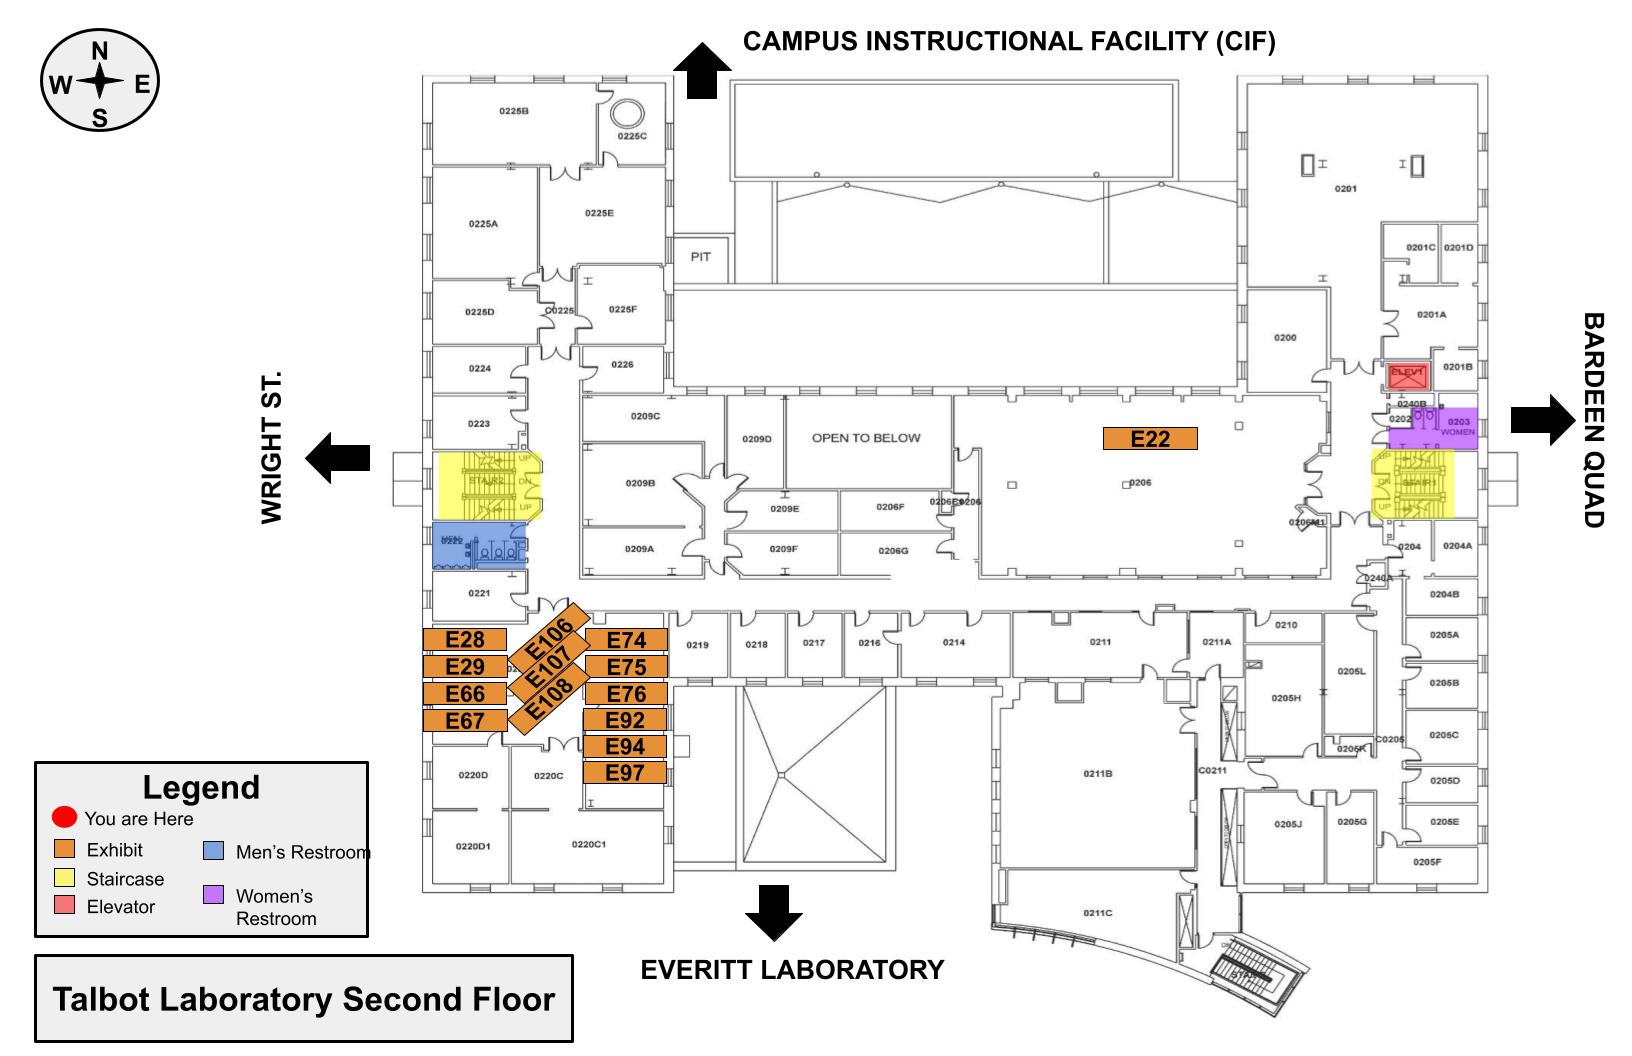 CAMPUS INSTRUCTIONAL FACILITY (CIF)
N
W E
S
0225B
0225C
0201
0225A
0225E
0201C
0201D
PIT
0225D
C0225
0225F
0201A
0200
0224
0226
0201B
ELEV1
0240B
0223
0209C
0202
0203
WOMEN
0209D
OPEN TO BELOW
E22
WRIGHT ST.
BARDEEN QUAD
UP
STAIR2
DN
UP
0209B
0206
UP
DN
STAIR1
UP
0209E
0206F
0206M1
MEN
0222
0209A
0209F
0206G
0204
0204A
0240A
0221
0204B
E28
E29
E66
E67
E106
E107
E108
E74
E75
E76
E92
E94
E97
0219
0218
0217
0216
0214
0211
0211A
0210
0205A
0205L
0205B
0205H
0205C
C0205
0205K
0220D
0220C
0211B
C0211
0205D
0205J
0205G
0205E
0220D1
0220C1
0205F
0211C
DN
Legend
You are Here
Exhibit
Staircase
Elevator
Men's Restroom
Women's
Restroom
EVERITT LABORATORY
Talbot Laboratory Second Floor